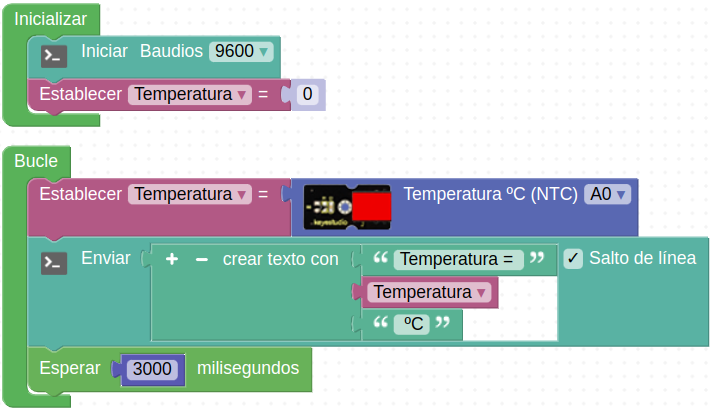 Inicializar
Iniciar Baudios 9600
Establecer Temperatura = 0
Bucle
Establecer Temperatura = Temperatura ºC (NTC) A0
keyestudio
Enviar + - crear texto con “ Temperatura = ” ✓ Salto de línea
Temperatura
“ ºC ”
Esperar 3000 milisegundos